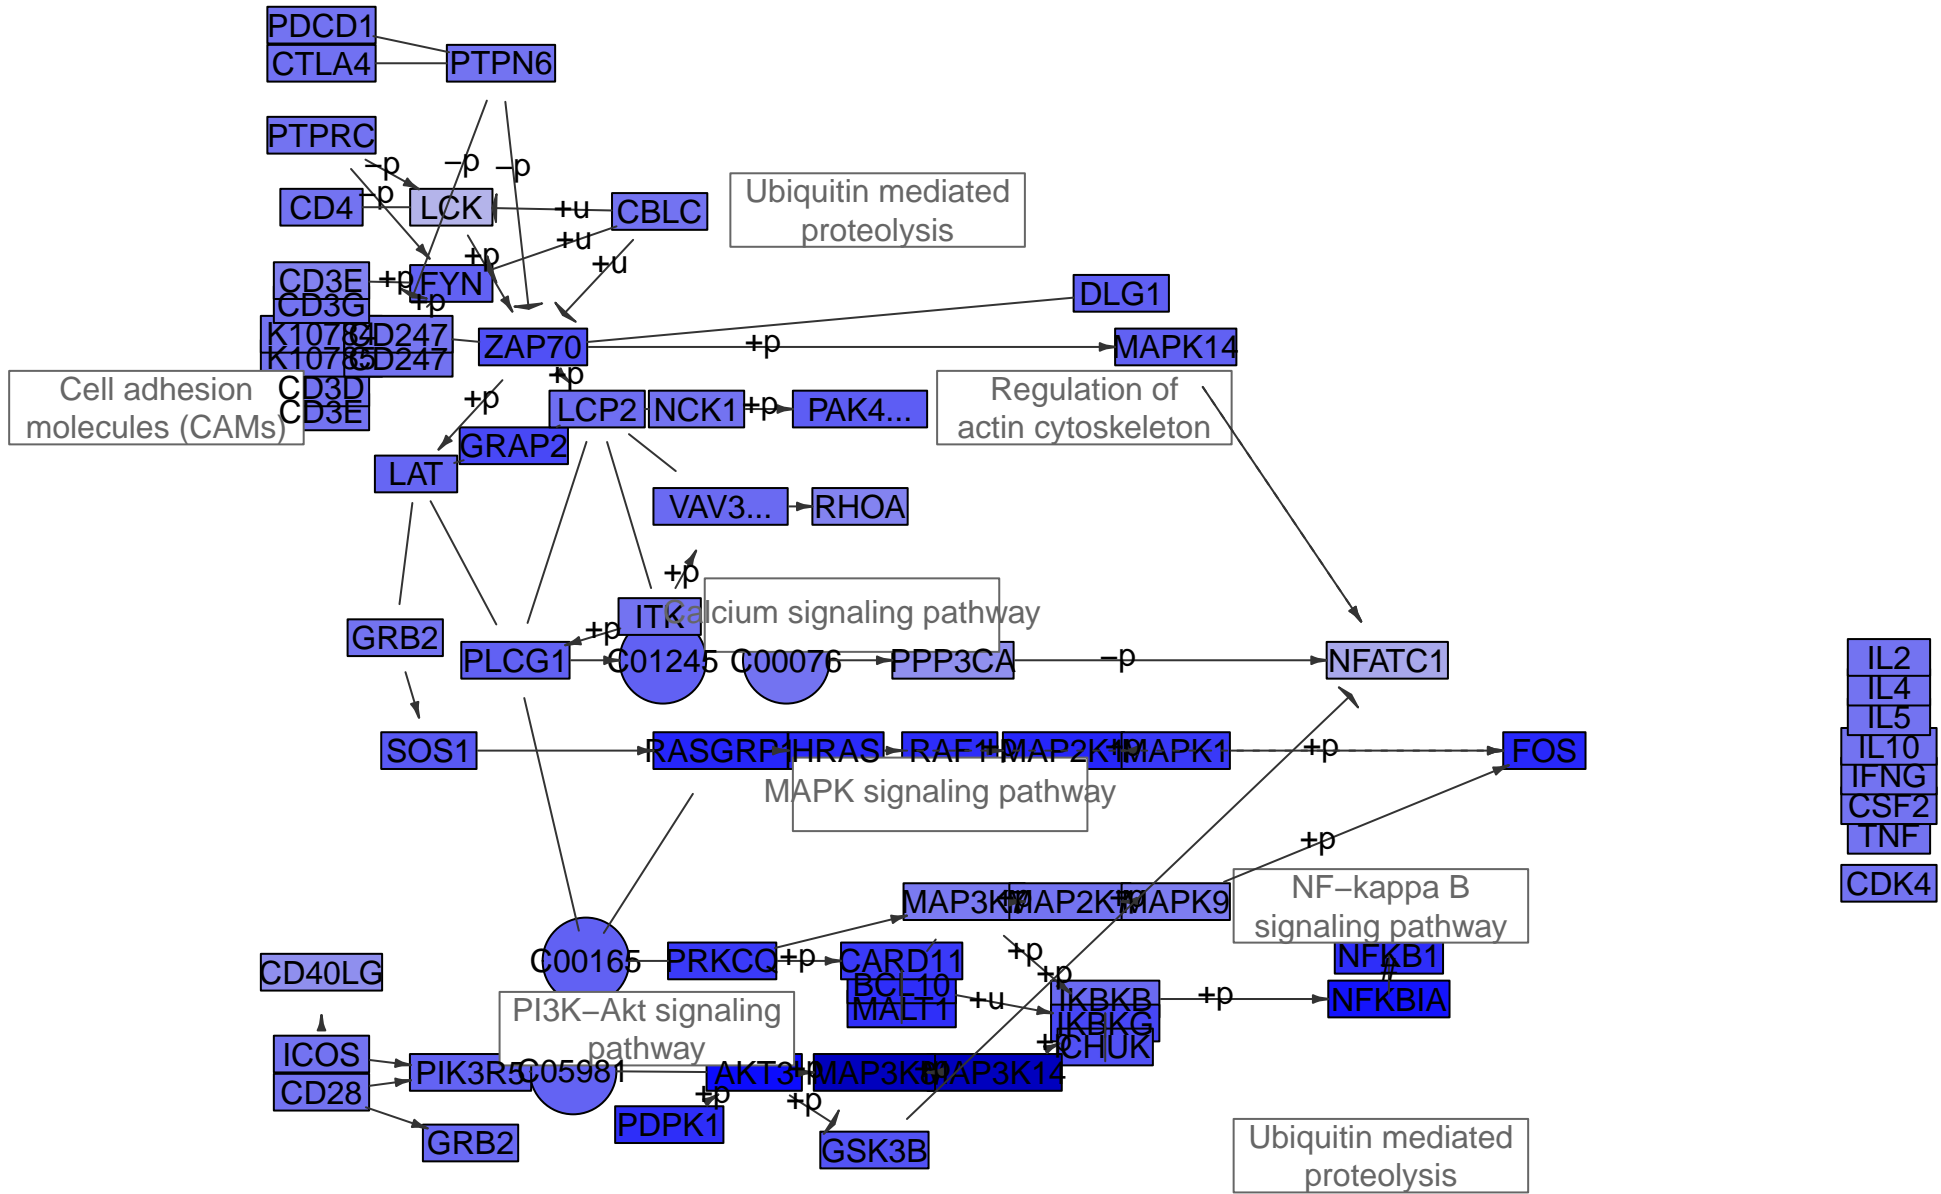 PDCD1
CTLA4
PTPN6
PTPRC
–p
–p
–p
–p
CD4
LCK
+u
CBLC
Ubiquitin mediated
proteolysis
+u
+p
+u
CD3E
+p
FYN
+p
CD3G
DLG1
CD247
ZAP70
+p
MAPK14
CD247
+p
Cell adhesion
molecules (CAMs)
CD3D
CD3E
+p
LCP2
NCK1
+p
PAK4...
Regulation of
actin cytoskeleton
GRAP2
LAT
VAV3...
RHOA
+p
ITK
Calcium signaling pathway
GRB2
+p
PLCG1
C01245
C00076
PPP3CA
–p
NFATC1
IL2
IL4
IL5
IL10
IFNG
CSF2
TNF
CDK4
SOS1
RASGRP1
HRAS
RAF1
MAPK1
+p
FOS
MAPK signaling pathway
+p
MAPK9
NF–kappa B
signaling pathway
C00165
PRKCQ
+p
CARD11
+p
+p
NFKB1
CD40LG
BCL10
MALT1
+u
IKBKB
+p
NFKBIA
IKBKG
CHUK
PI3K–Akt signaling
pathway
ICOS
CD28
PIK3R5
C05981
AKT3
MAP3K14
+p
+p
PDPK1
GRB2
GSK3B
Ubiquitin mediated
proteolysis